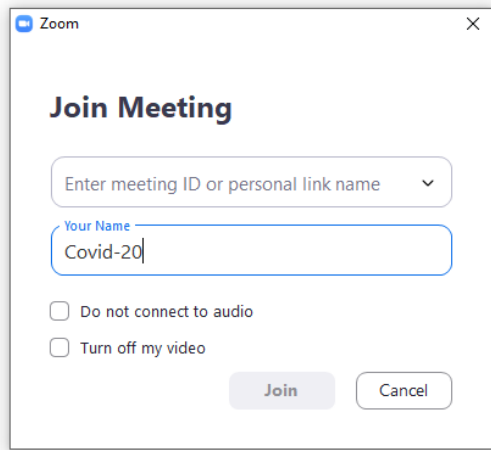 Zoom
Join Meeting
Enter meeting ID or personal link name
Your Name
Covid-20
Do not connect to audio
Turn off my video
Join Cancel